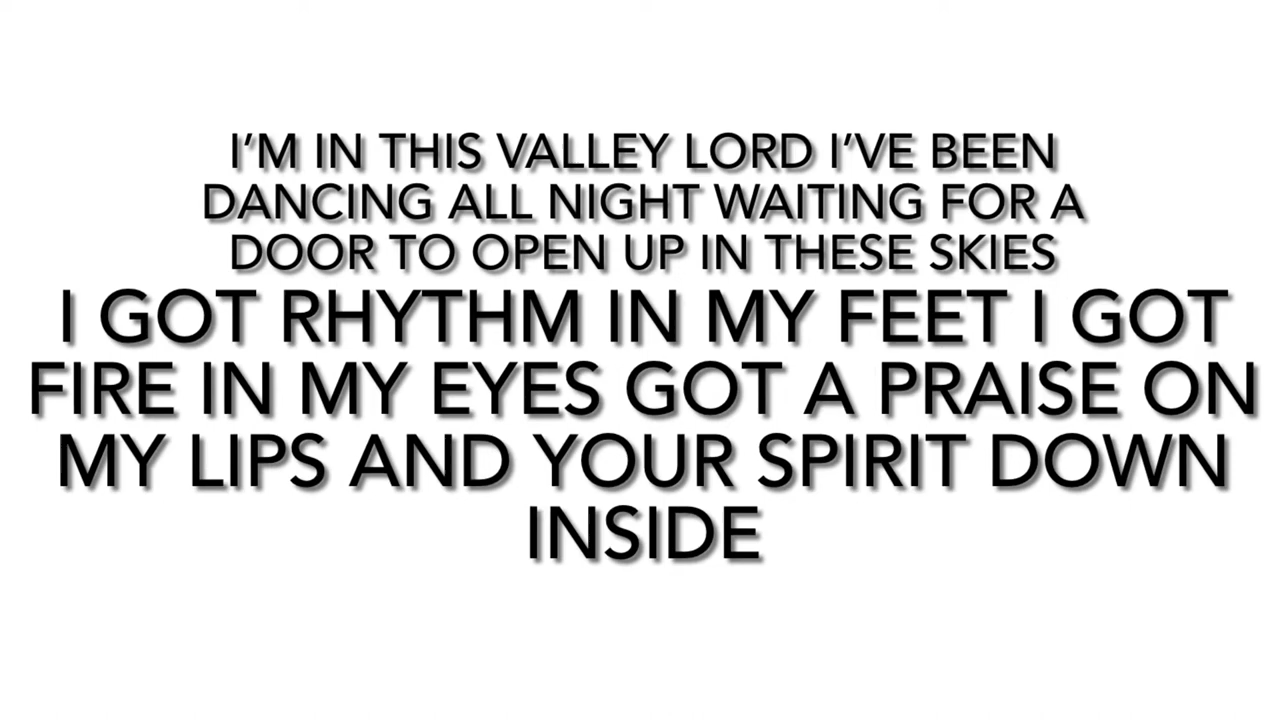 I’M IN THIS VALLEY LORD I’VE BEEN
DANCING ALL NIGHT WAITING FOR A
DOOR TO OPEN UP IN THESE SKIES
I GOT RHYTHM IN MY FEET I GOT
FIRE IN MY EYES GOT A PRAISE ON
MY LIPS AND YOUR SPIRIT DOWN
INSIDE